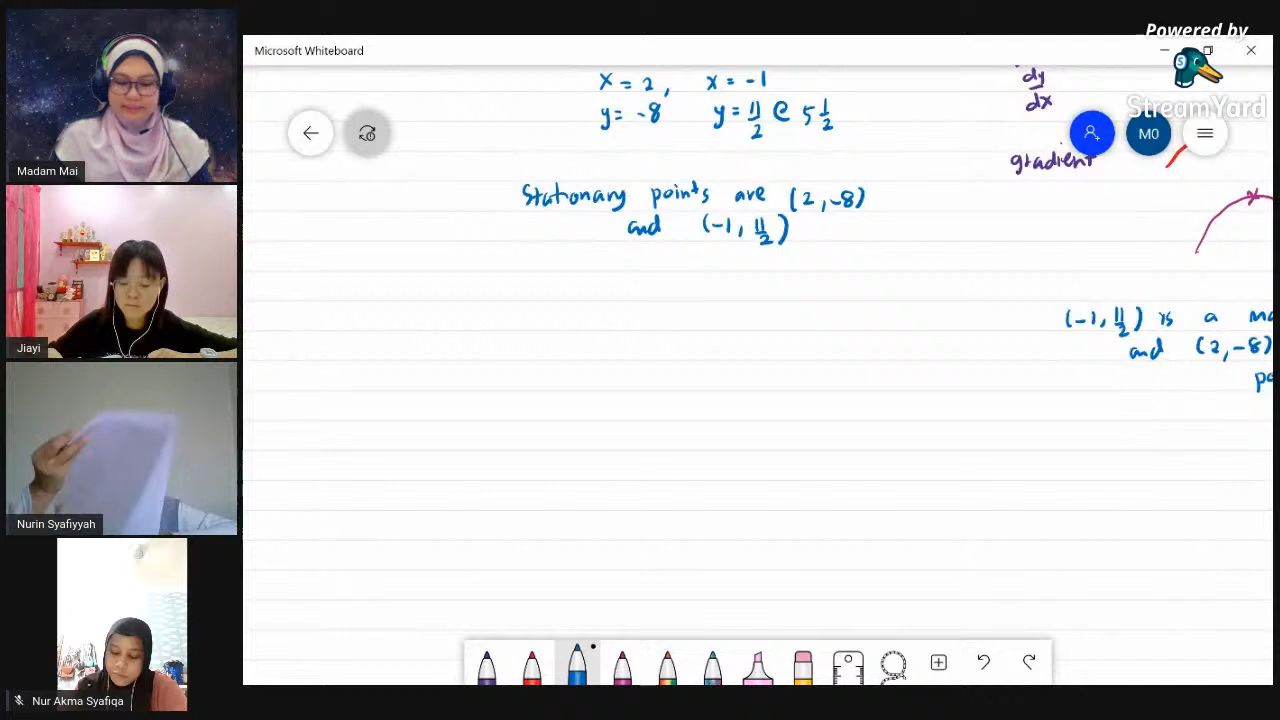 Powered by
StreamYard
Microsoft Whiteboard
x = 2, x = -1
y = -8 y = 11/2 @ 5 1/2
dy
dx
M0
gradient
Stationary points are (2, -8)
and (-1, 11/2)
(-1, 11/2) is a
and (2, -8)
Madam Mai
Jiayi
Nurin Syafiyyah
Nur Akma Syafiqa